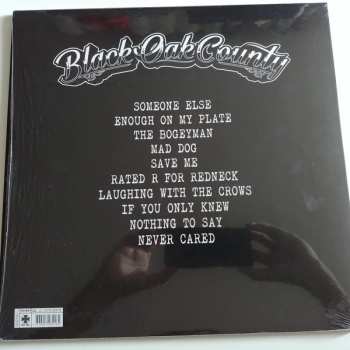 Black Oak County
SOMEONE ELSE
ENOUGH ON MY PLATE
THE BOGEYMAN
MAD DOG
SAVE ME
RATED R FOR REDNECK
LAUGHING WITH THE CROWS
IF YOU ONLY KNEW
NOTHING TO SAY
NEVER CARED